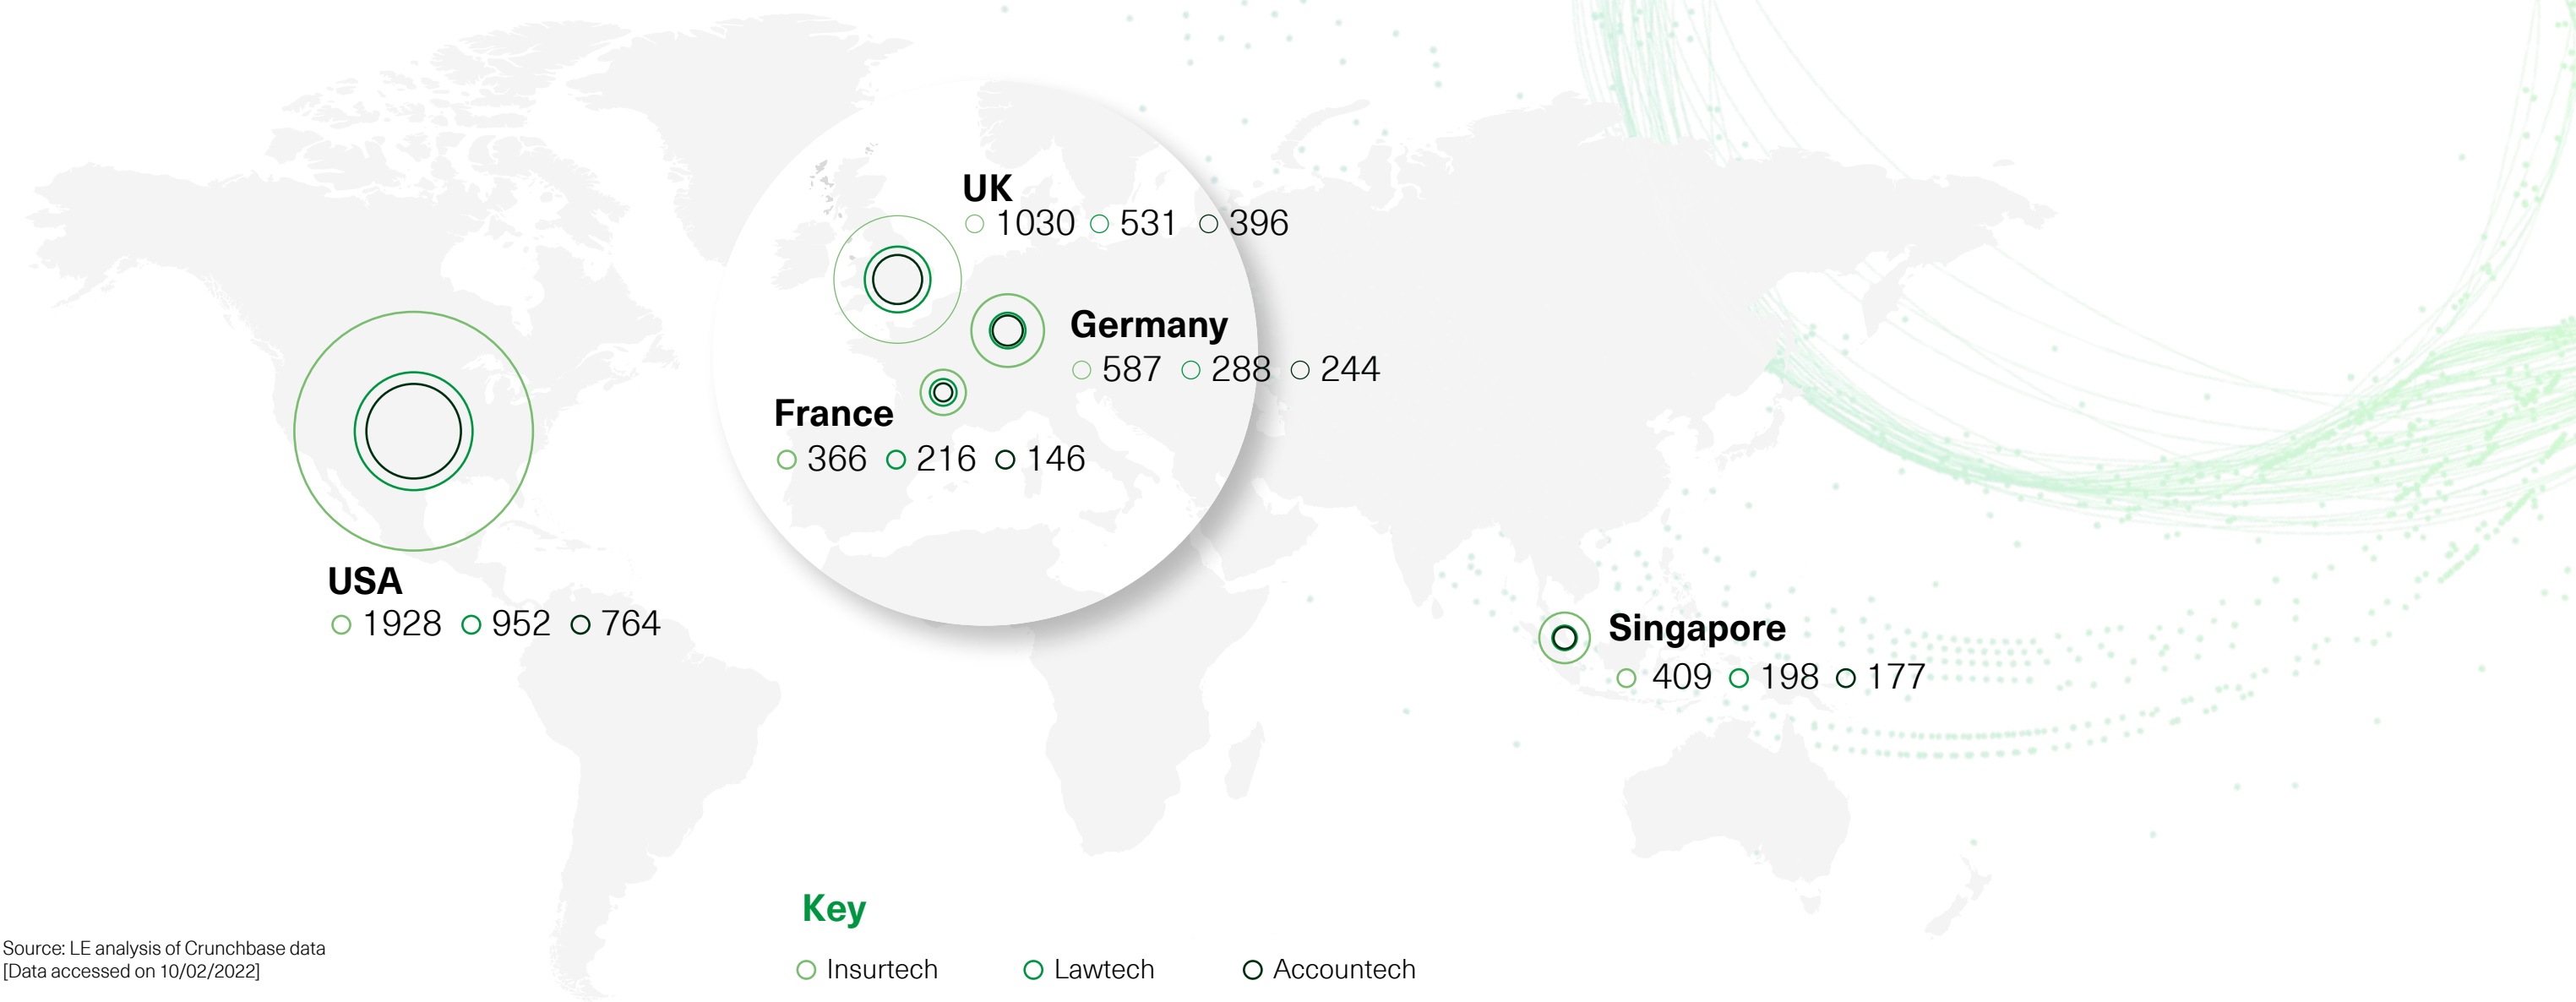 UK
1030 531 396
Germany
587 288 244
France
366 216 146
USA
1928 952 764
Singapore
409 198 177
Key
Insurtech Lawtech Accountech
Source: LE analysis of Crunchbase data
[Data accessed on 10/02/2022]